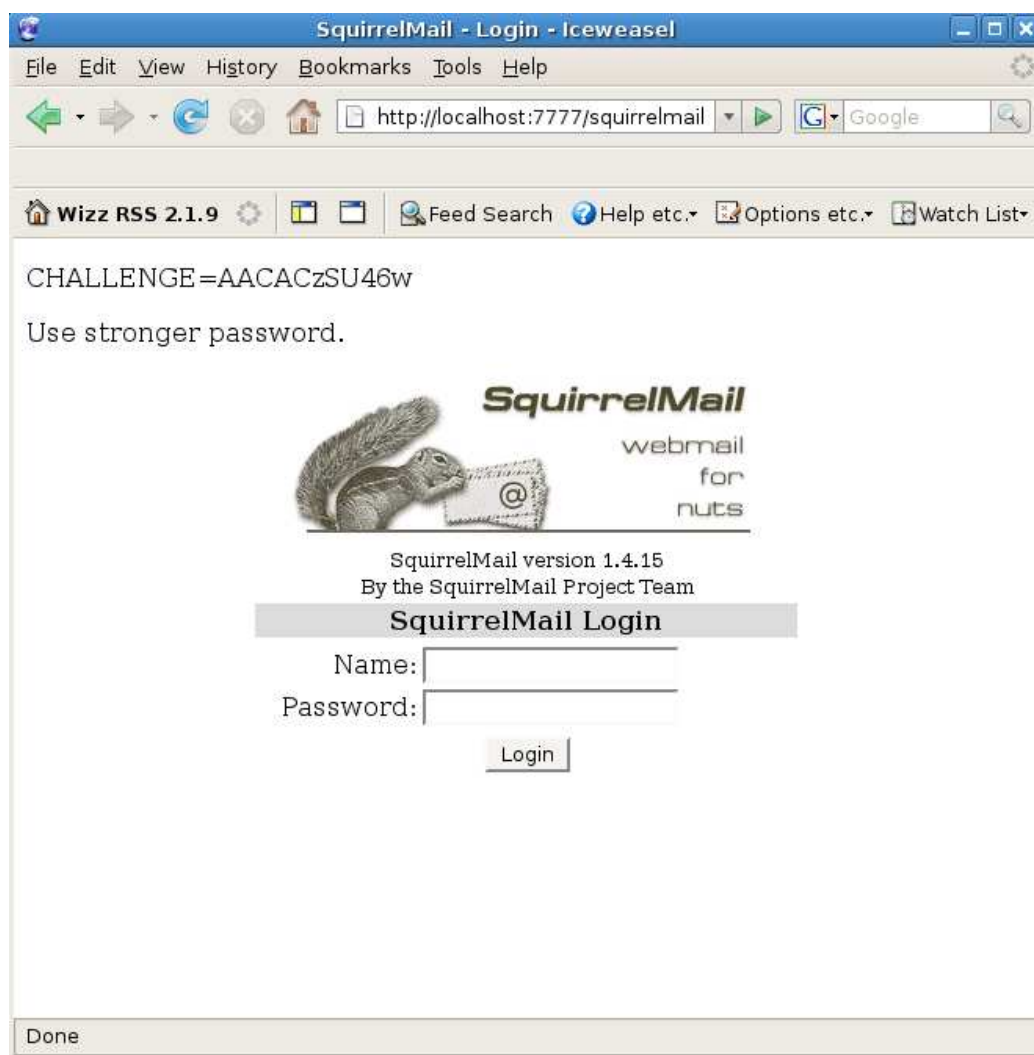 SquirrelMail - Login - Iceweasel
File Edit View History Bookmarks Tools Help
http://localhost:7777/squirrelmail G Google
Wizz RSS 2.1.9 Feed Search Help etc. Options etc. Watch List
CHALLENGE=AACACzSU46w
Use stronger password.
SquirrelMail
webmail
for
nuts
@
SquirrelMail version 1.4.15
By the SquirrelMail Project Team
SquirrelMail Login
Name:
Password:
Login
Done